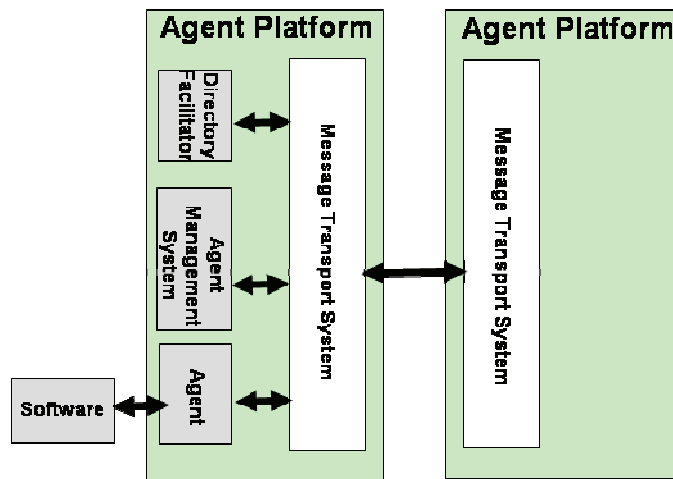 Agent Platform
Directory
Facilitator
Agent
Management
System
Agent
Software
Message Transport System
Agent Platform
Message Transport System